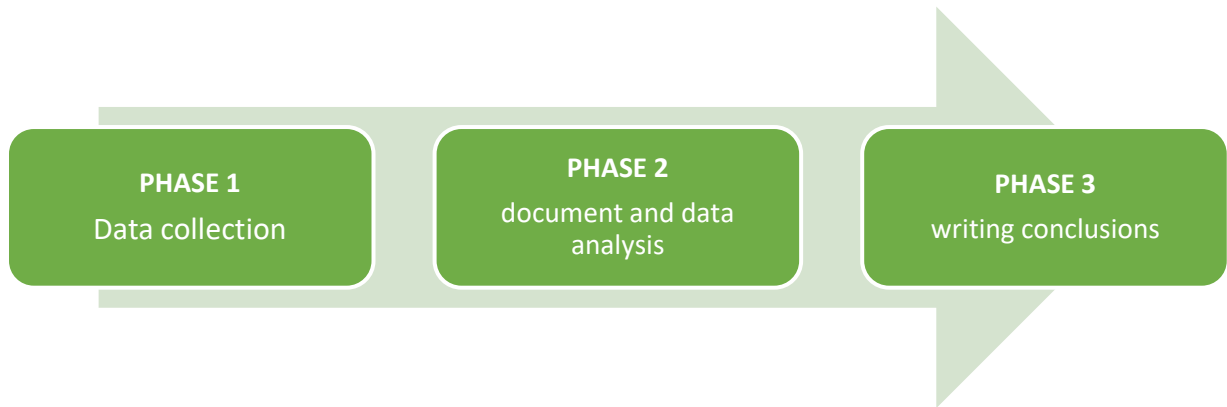 PHASE 1
Data collection
PHASE 2
document and data
analysis
PHASE 3
writing conclusions